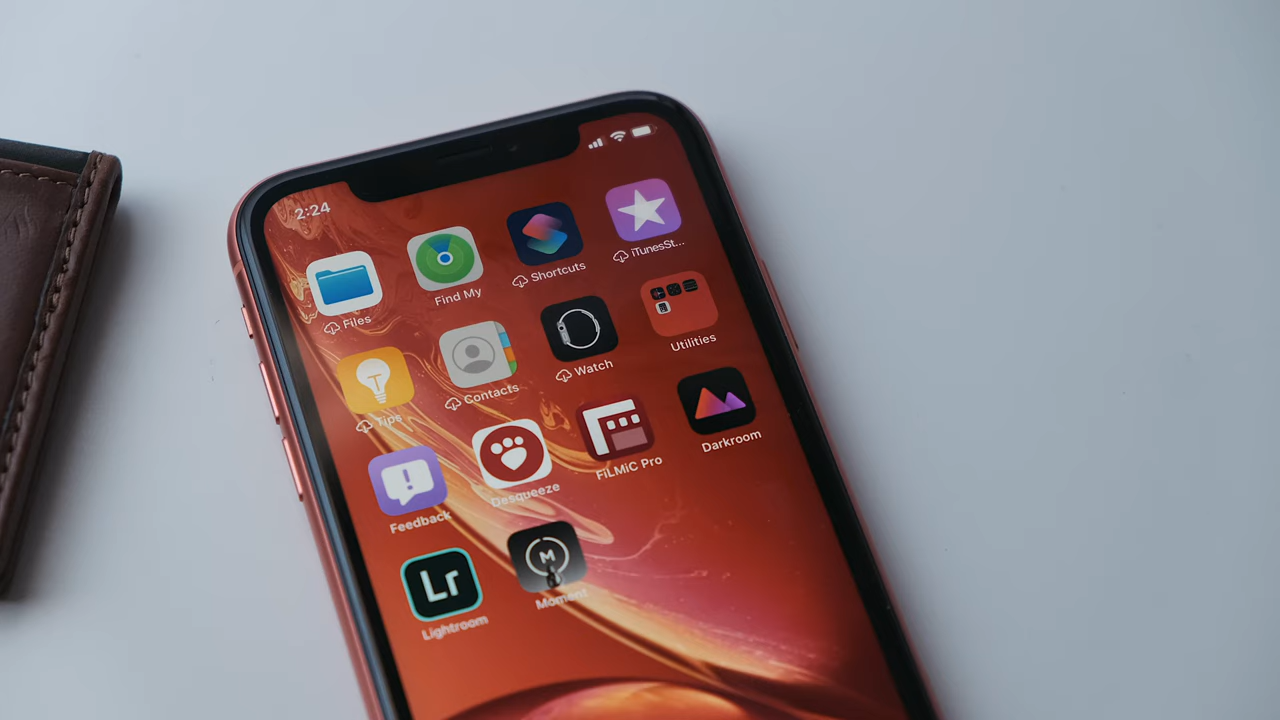 2:24
Files
Find My
Shortcuts
iTunesSt...
Tips
Contacts
Watch
Utilities
Feedback
Desqueeze
FiLMiC Pro
Darkroom
Lr
Lightroom
M
Moment